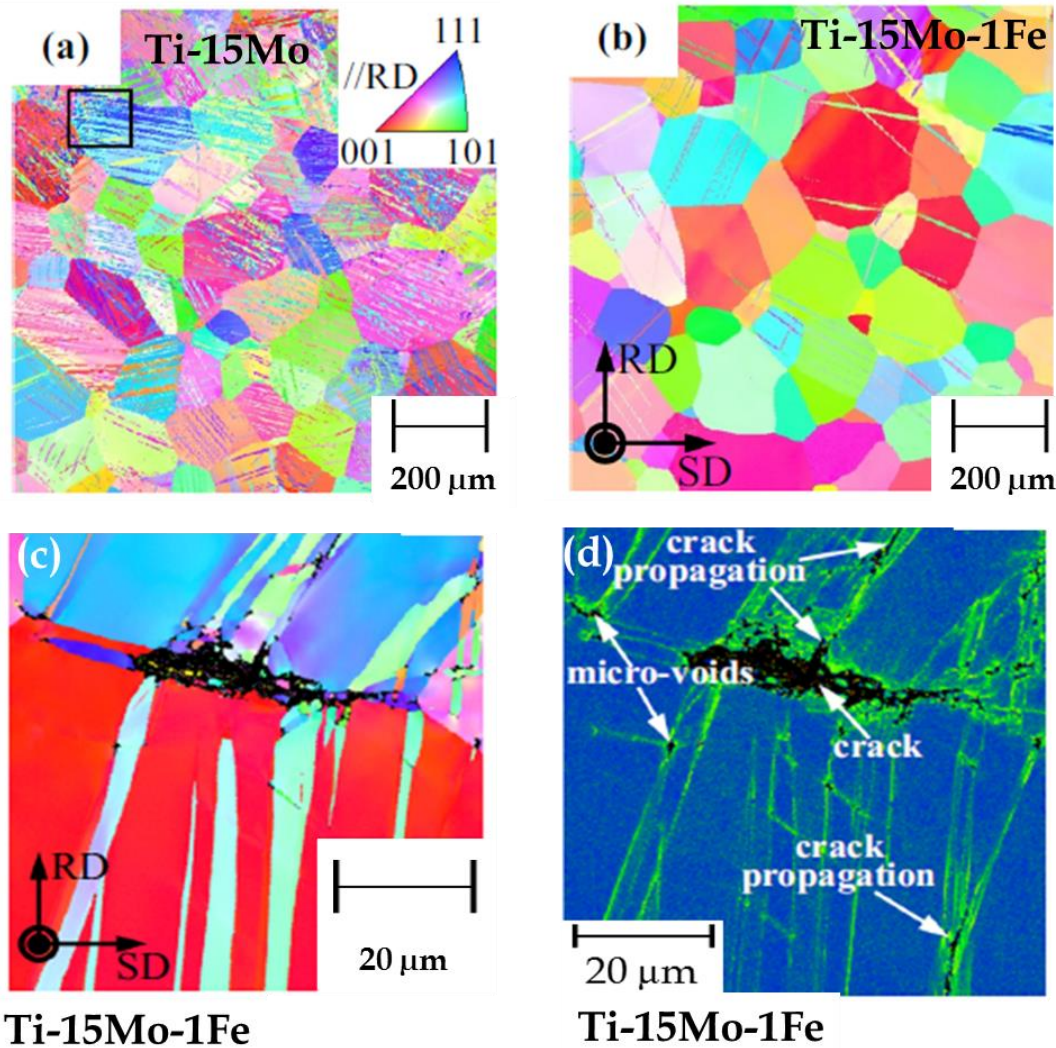 (a)
Ti-15Mo
111
//RD
001
101
200 μm
(b)
Ti-15Mo-1Fe
RD
SD
200 μm
(c)
RD
SD
20 μm
Ti-15Mo-1Fe
(d)
crack
propagation
micro-voids
crack
crack
propagation
20 μm
Ti-15Mo-1Fe